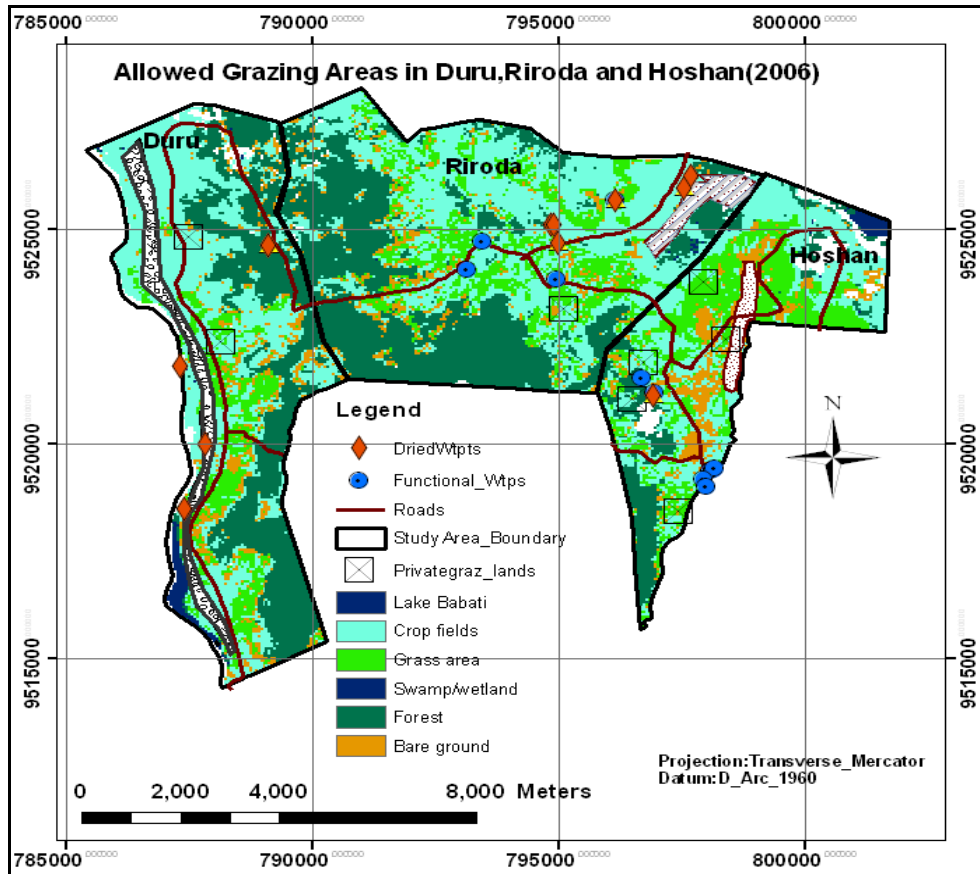 785000 790000 795000 800000
Allowed Grazing Areas in Duru,Riroda and Hoshan(2006)
Duru
Riroda
Hoshan
9525000
9525000
9520000
9520000
9515000
9515000
N
Legend
DriedWtpts
Functional_Wtps
Roads
Study Area_Boundary
Privategraz_lands
Lake Babati
Crop fields
Grass area
Swamp/wetland
Forest
Bare ground
Projection:Transverse_Mercator
Datum:D_Arc_1960
0 2,000 4,000 8,000 Meters
785000 790000 795000 800000